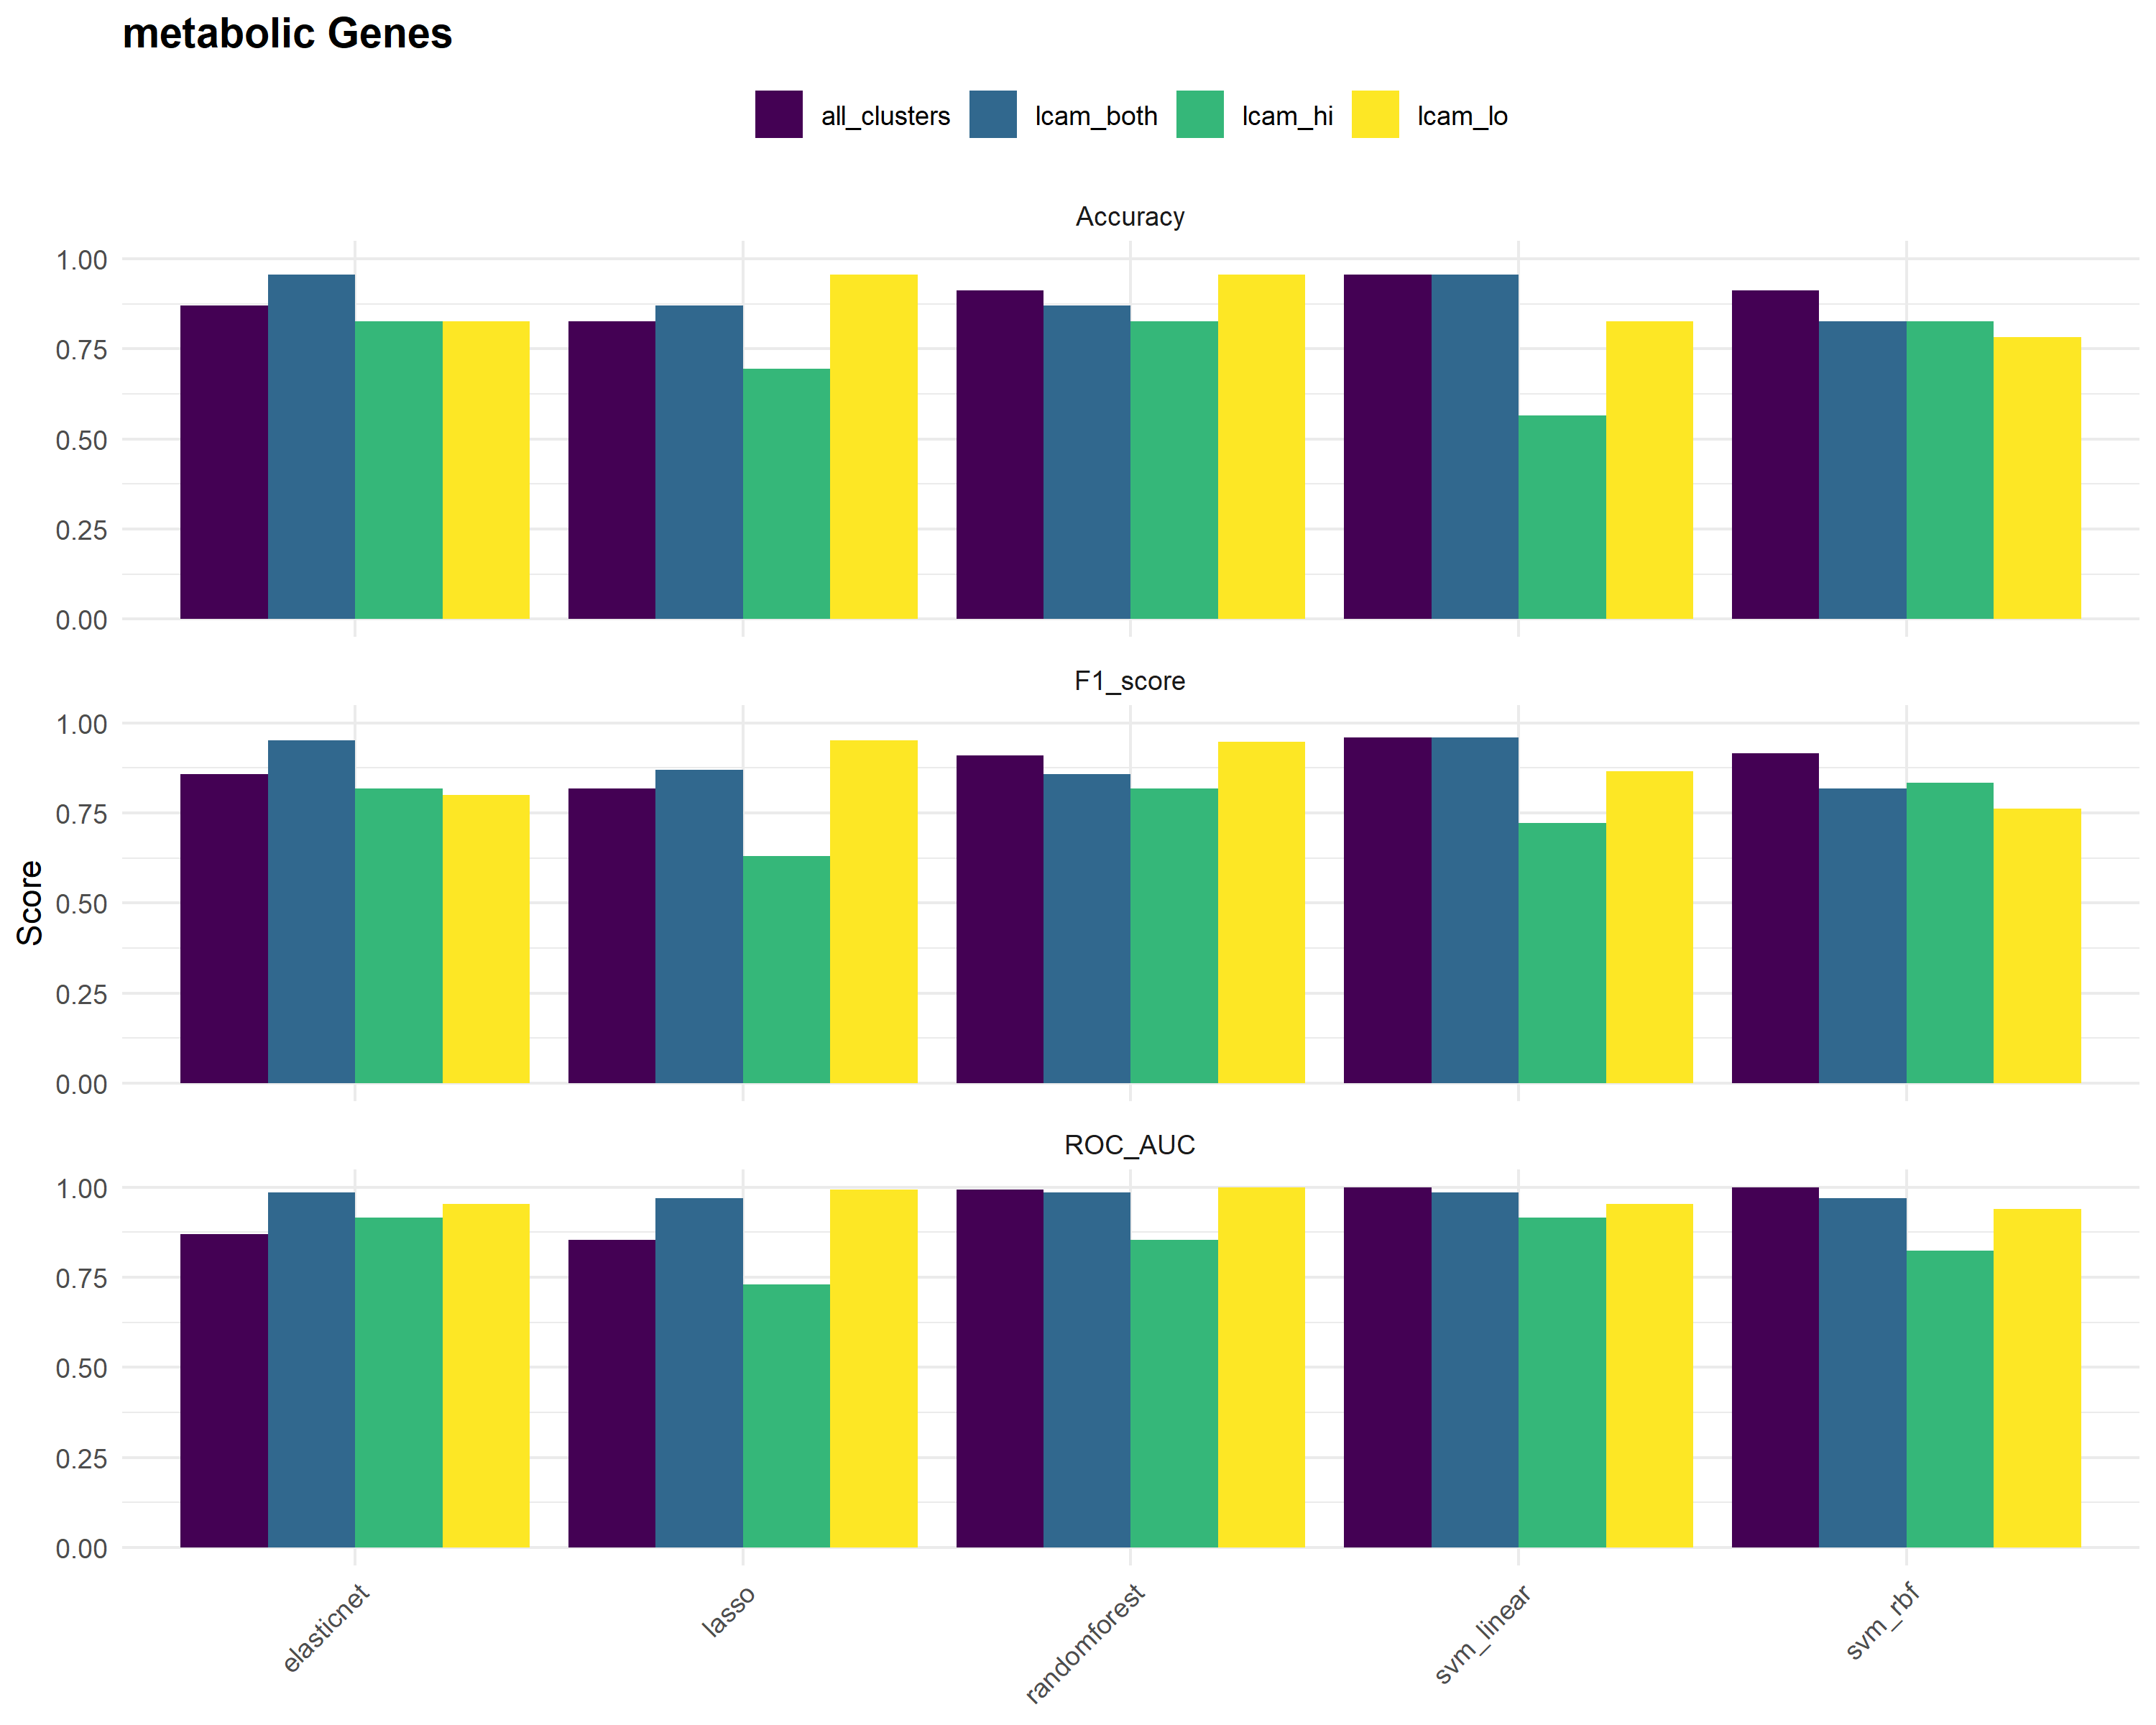 metabolic Genes
all_clusters lcam_both lcam_hi lcam_lo
Accuracy
1.00
0.75
0.50
0.25
0.00
F1_score
1.00
0.75
0.50
0.25
0.00
Score
ROC_AUC
1.00
0.75
0.50
0.25
0.00
elasticnet lasso randomforest svm_linear svm_rbf